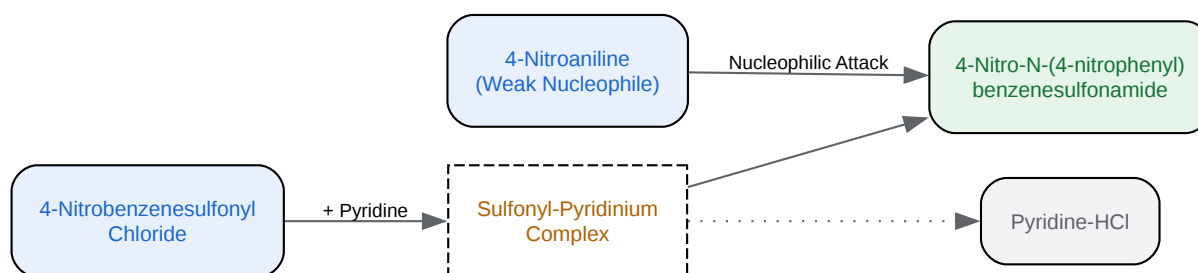 4-Nitroaniline
(Weak Nucleophile)
Nucleophilic Attack
4-Nitro-N-(4-nitrophenyl)
benzenesulfonamide
4-Nitrobenzenesulfonyl
Chloride
+ Pyridine
Sulfonyl-Pyridinium
Complex
Pyridine-HCl